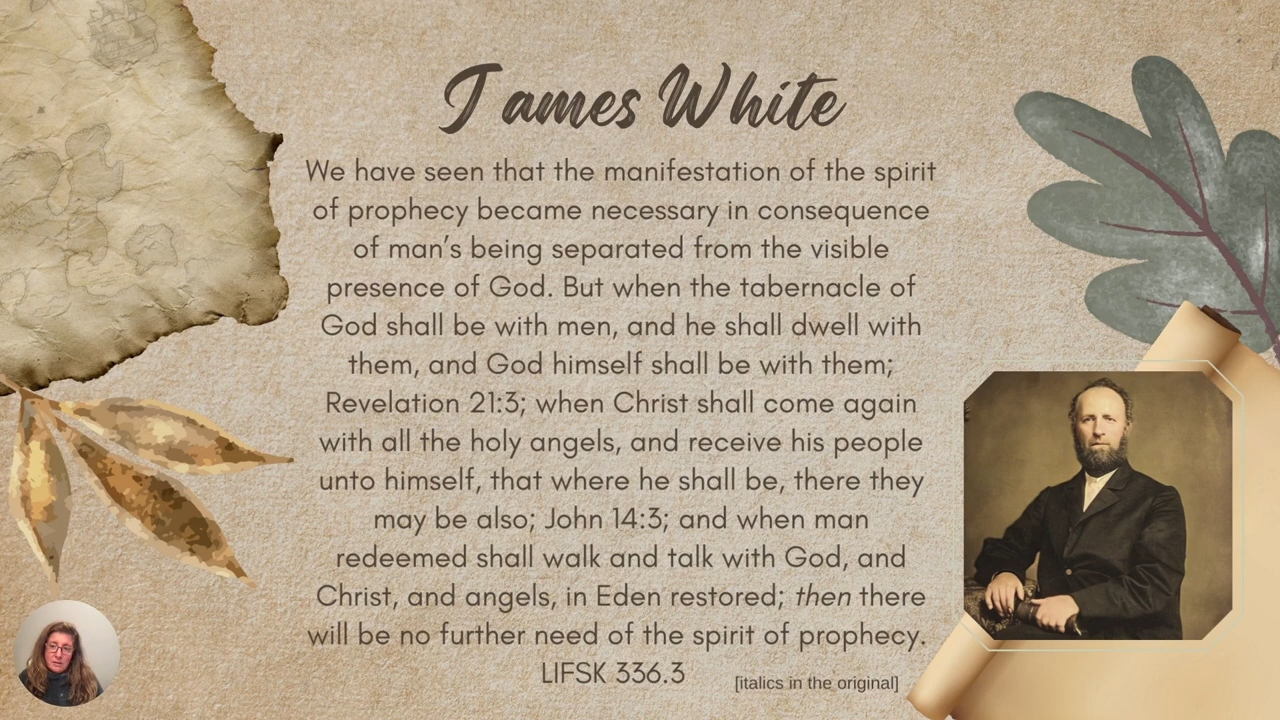 James White
We have seen that the manifestation of the spirit
of prophecy became necessary in consequence
of man’s being separated from the visible
presence of God. But when the tabernacle of
God shall be with men, and he shall dwell with
them, and God himself shall be with them;
Revelation 21:3; when Christ shall come again
with all the holy angels, and receive his people
unto himself, that where he shall be, there they
may be also; John 14:3; and when man
redeemed shall walk and talk with God, and
Christ, and angels, in Eden restored; then there
will be no further need of the spirit of prophecy.
LIFSK 336.3
[italics in the original]